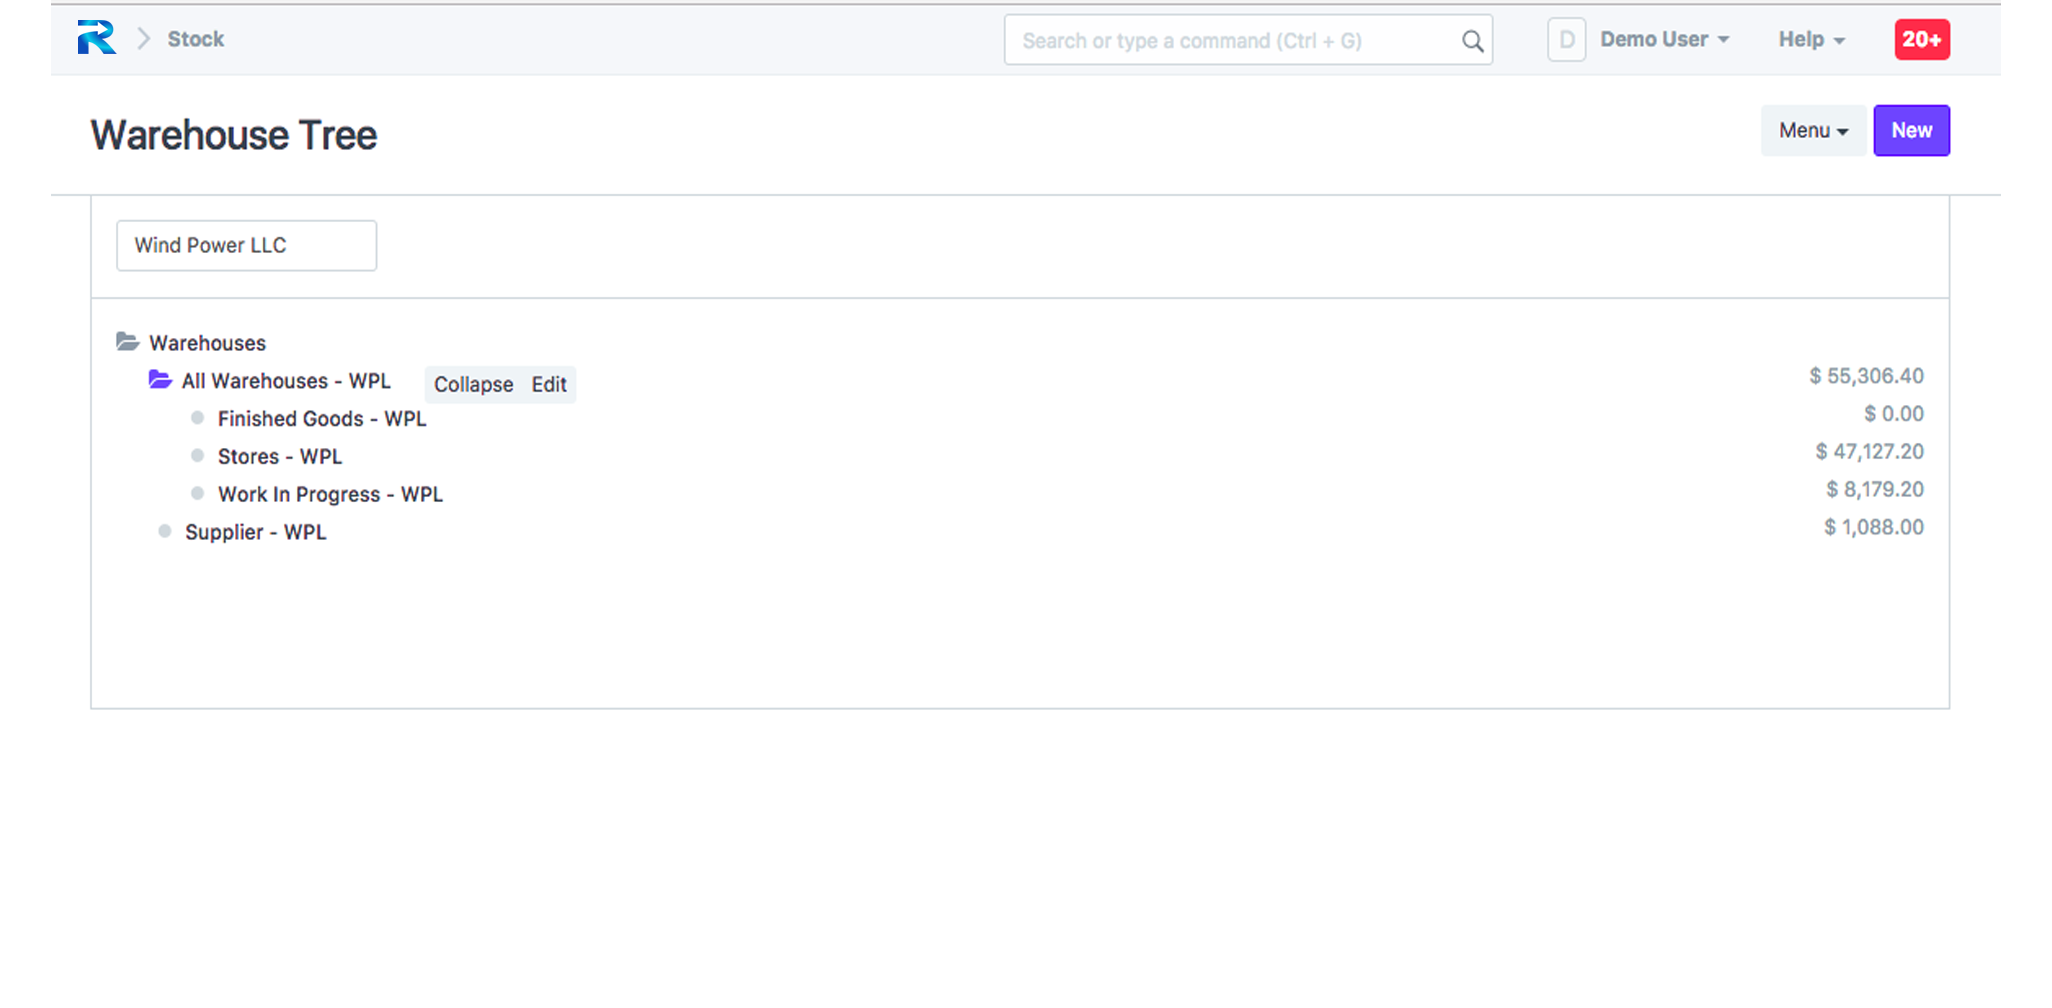 Stock
Search or type a command (Ctrl + G)
D Demo User Help 20+
Warehouse Tree
Menu New
Wind Power LLC
Warehouses
All Warehouses - WPL Collapse Edit $ 55,306.40
Finished Goods - WPL $ 0.00
Stores - WPL $ 47,127.20
Work In Progress - WPL $ 8,179.20
Supplier - WPL $ 1,088.00